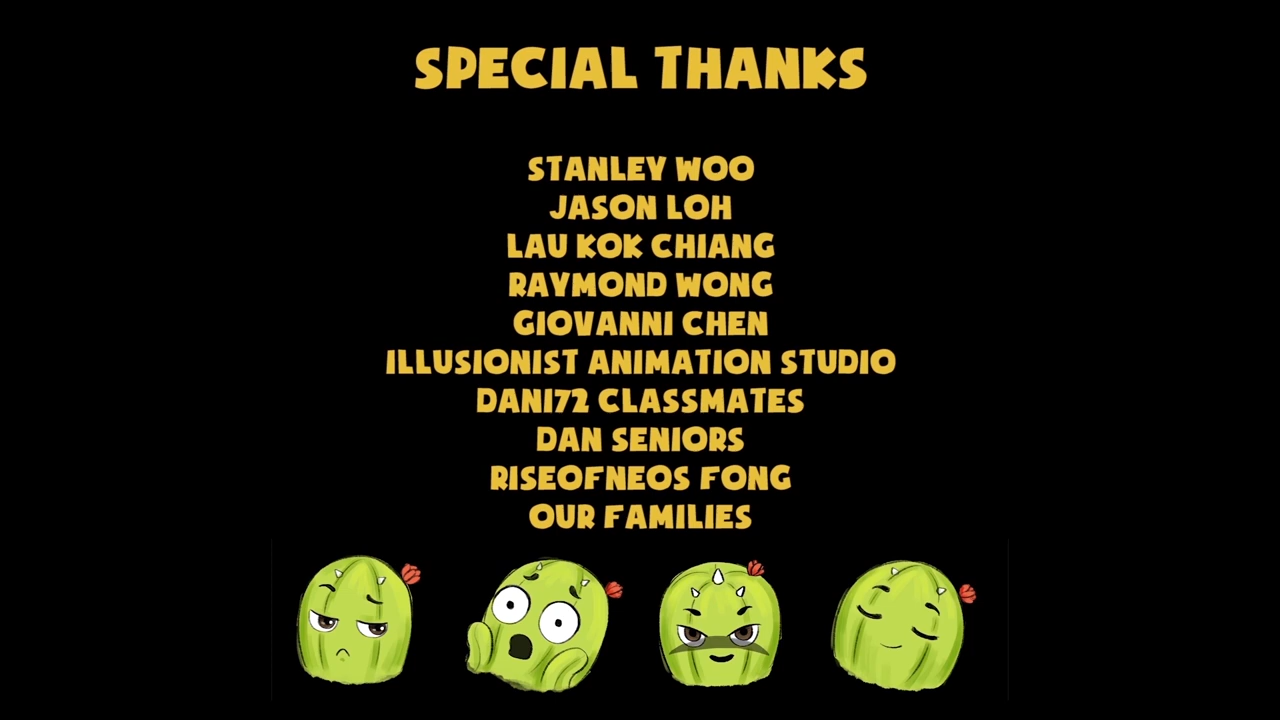 SPECIAL THANKS
STANLEY WOO
JASON LOH
LAU KOK CHIANG
RAYMOND WONG
GIOVANNI CHEN
ILLUSIONIST ANIMATION STUDIO
DAN172 CLASSMATES
DAN SENIORS
RISEOFNEOS FONG
OUR FAMILIES